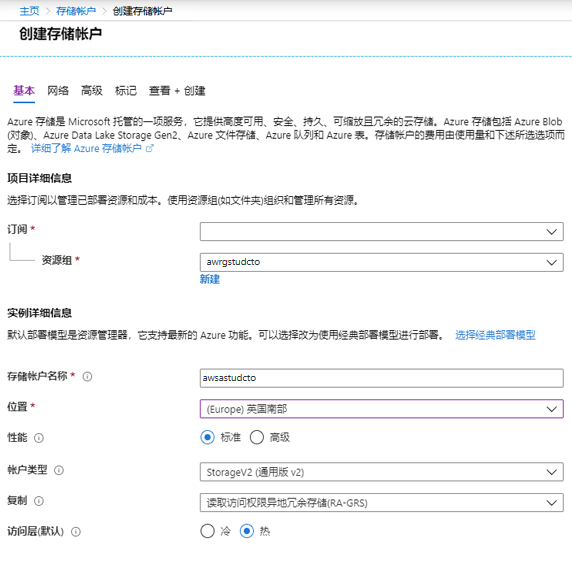 主页 > 存储帐户 > 创建存储帐户
创建存储帐户
基本 网络 高级 标记 查看 + 创建
Azure 存储是 Microsoft 托管的一项服务，它提供高度可用、安全、持久、可缩放且冗余的云存储。Azure 存储包括 Azure Blob
(对象)、Azure Data Lake Storage Gen2、Azure 文件存储、Azure 队列和 Azure 表。存储帐户的费用由使用量和下述所选选项而
定。 详细了解 Azure 存储帐户
项目详细信息
选择订阅以管理已部署资源和成本。使用资源组(如文件夹)组织和管理所有资源。
订阅 *
资源组 * awrgstudcto
新建
实例详细信息
默认部署模型是资源管理器，它支持最新的 Azure 功能。可以选择改为使用经典部署模型进行部署。 选择经典部署模型
存储帐户名称 * awsastudcto
位置 * (Europe) 英国南部
性能 标准 高级
帐户类型 StorageV2 (通用版 v2)
复制 读取访问权限异地冗余存储(RA-GRS)
访问层(默认) 冷 热